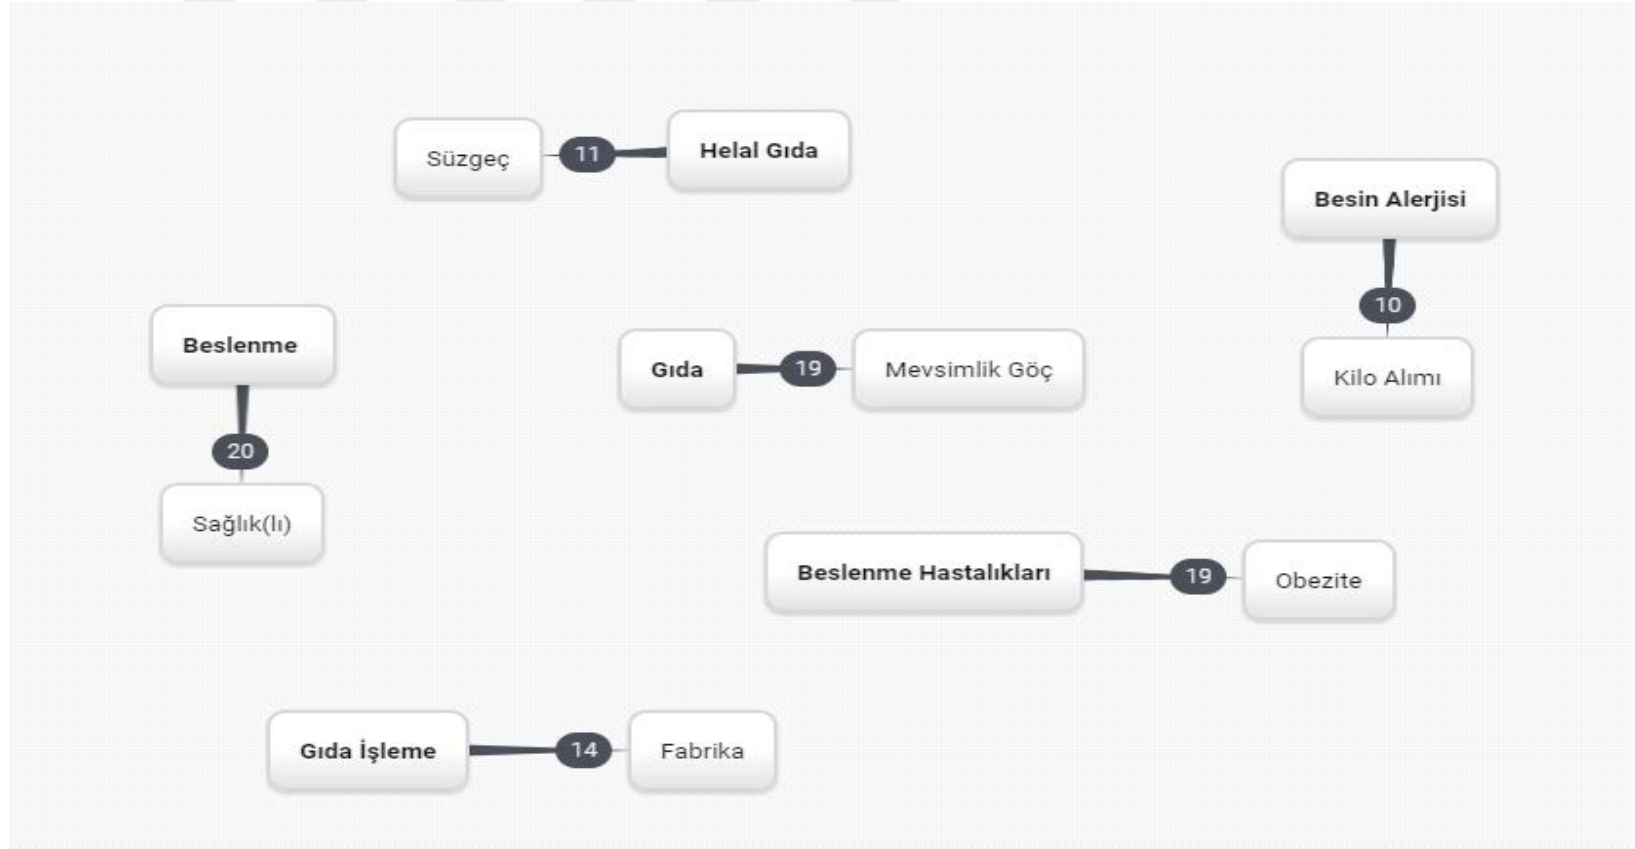 Süzgeç
11
Helal Gıda
Besin Alerjisi
10
Kilo Alımı
Beslenme
20
Sağlık(lı)
Gıda
19
Mevsimlik Göç
Beslenme Hastalıkları
19
Obezite
Gıda İşleme
14
Fabrika